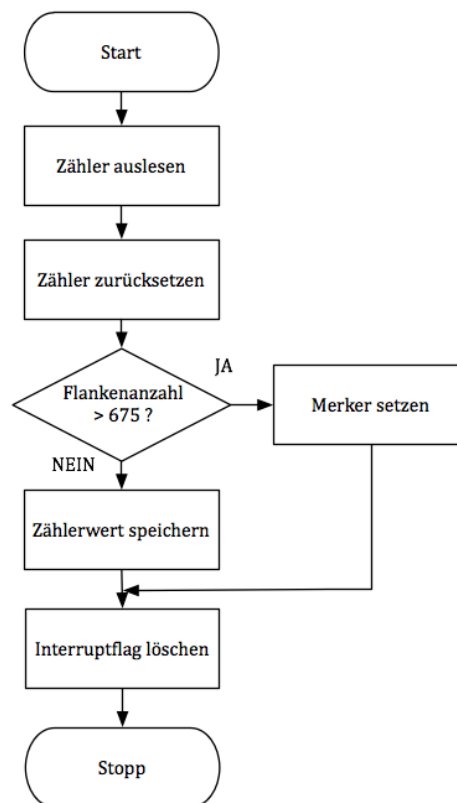 Start
Zähler auslesen
Zähler zurücksetzen
JA
Flankenanzahl
> 675 ?
Merker setzen
NEIN
Zählerwert speichern
Interruptflag löschen
Stopp